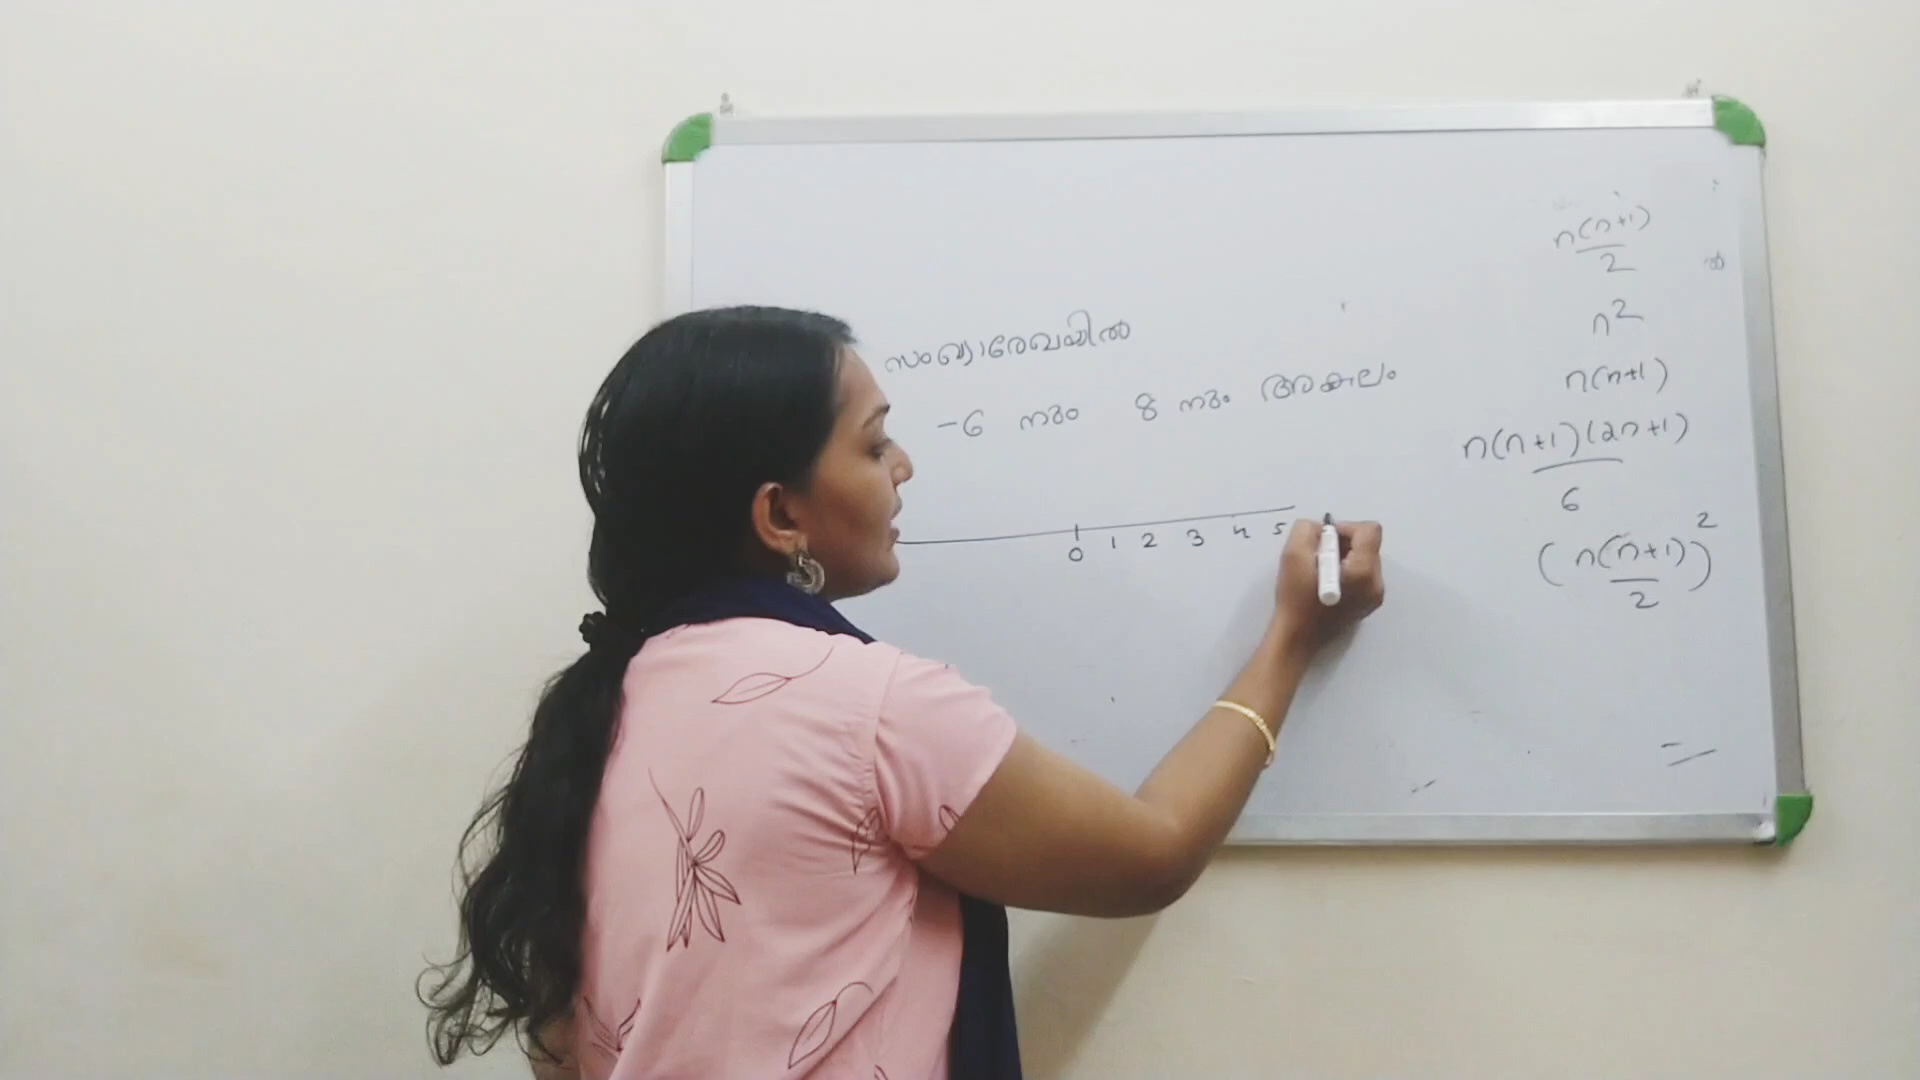 സംഖ്യാരേഖയിൽ
-6 നും 8 നും അകലം
0 1 2 3 4 5
n(n+1)/2
n²
n(n+1)
n(n+1)(2n+1)/6
(n(n+1)/2)²
ൽ
=